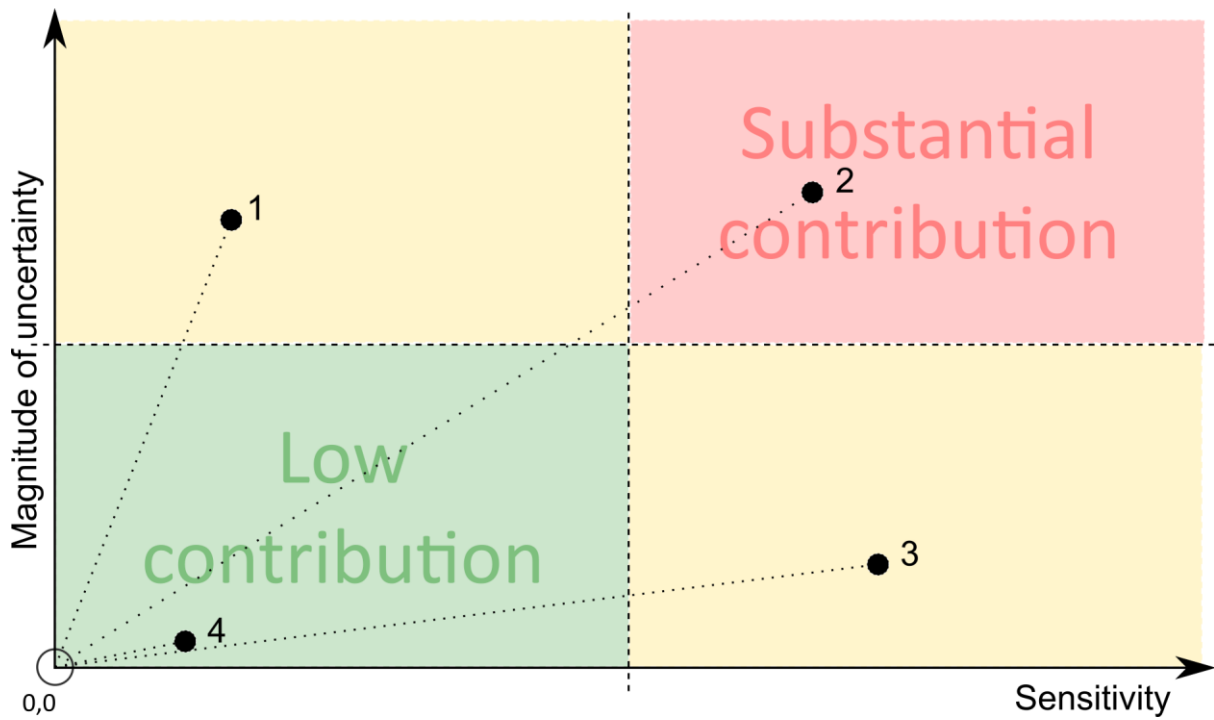 Substantial
contribution
1
2
Magnitude of uncertainty
Low
contribution
3
4
0,0
Sensitivity